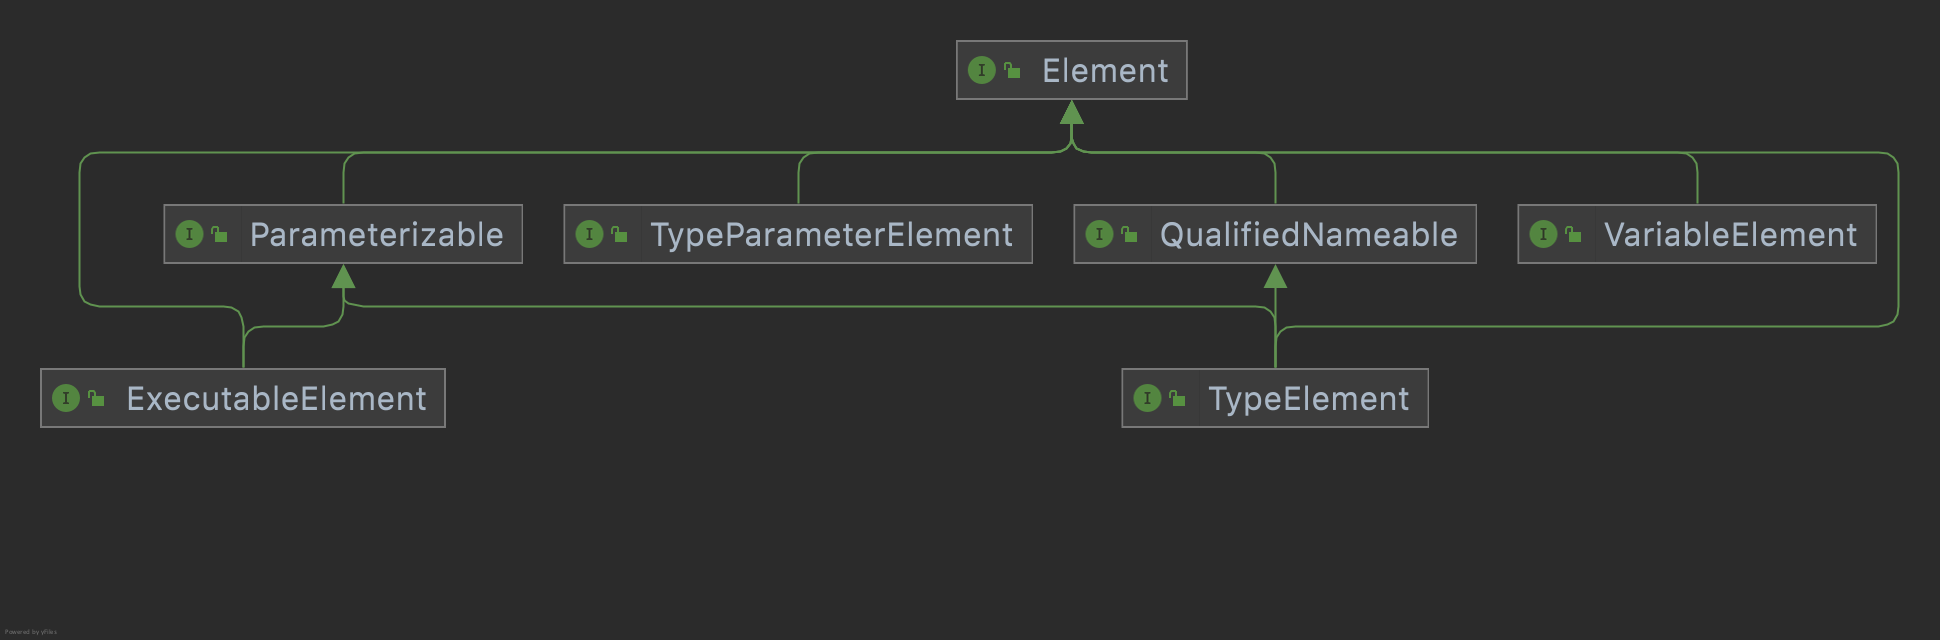 I Element
I Parameterizable
I TypeParameterElement
I QualifiedNameable
I VariableElement
I ExecutableElement
I TypeElement
Powered by yFiles